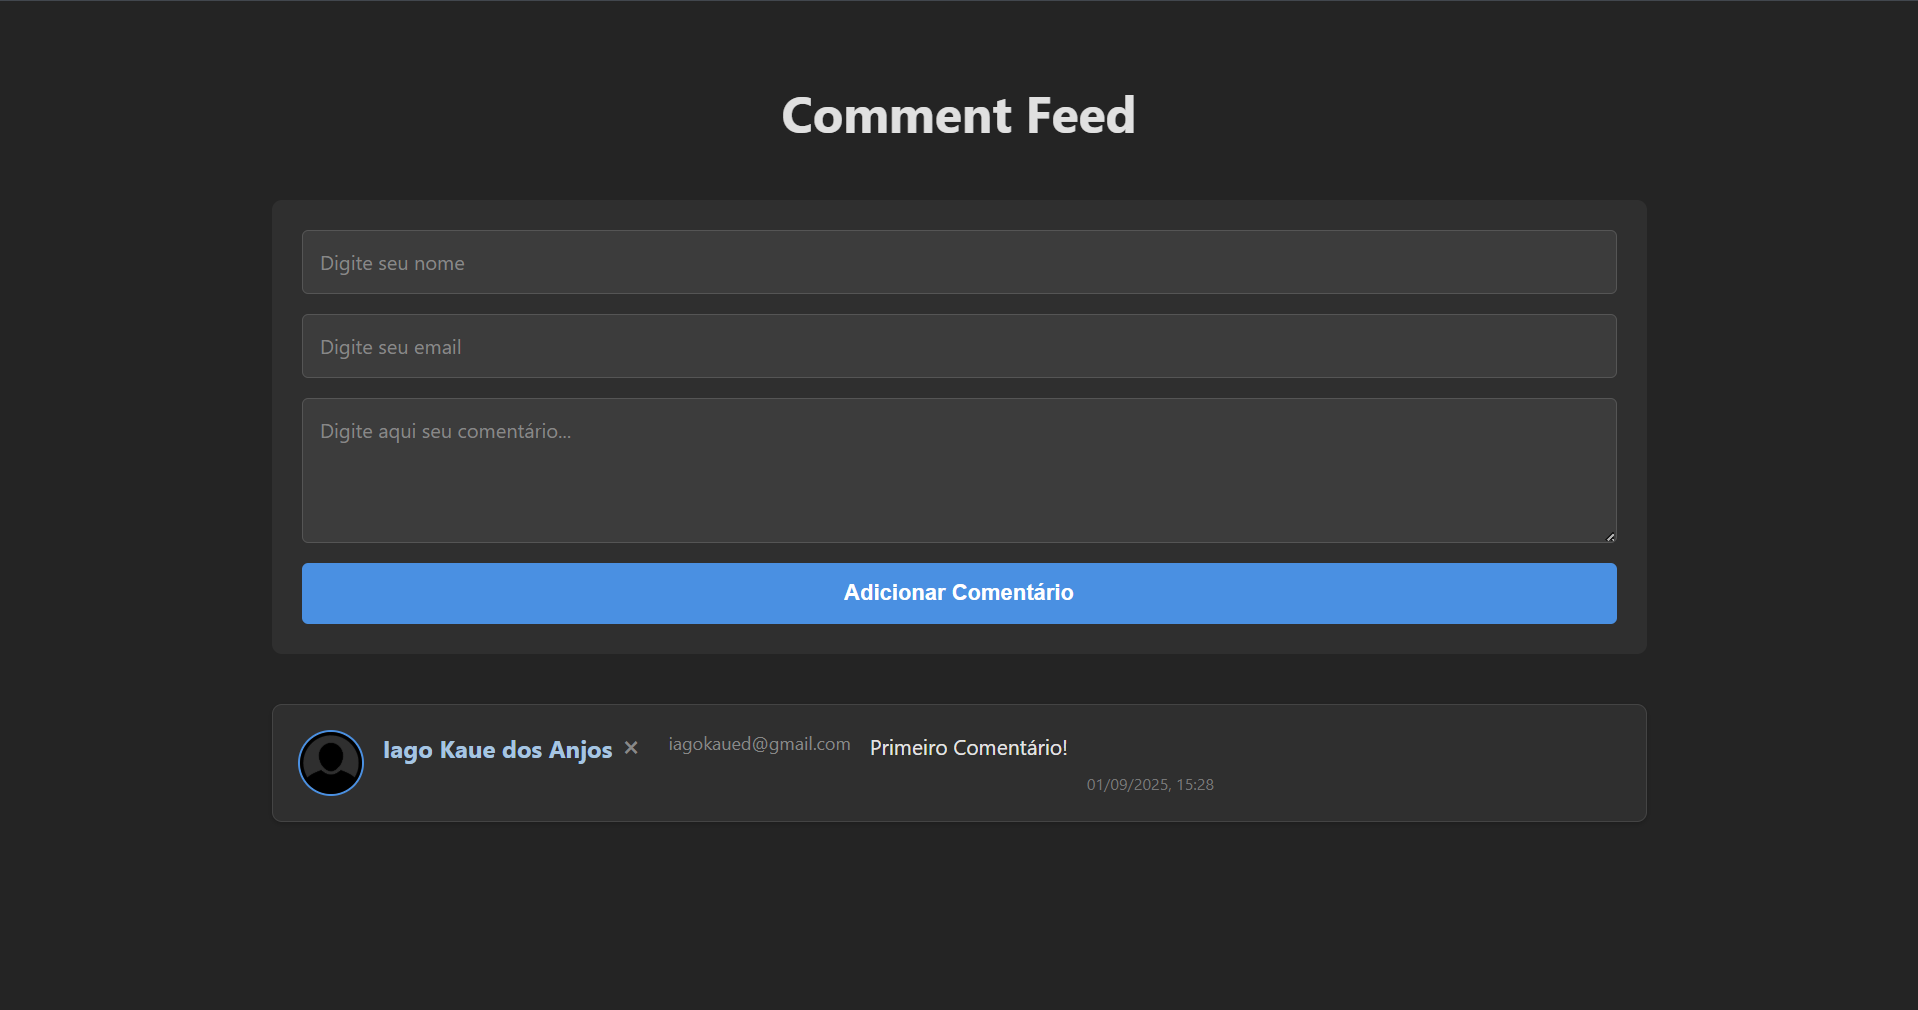 Comment Feed
Digite seu nome
Digite seu email
Digite aqui seu comentário...
Adicionar Comentário
Iago Kaue dos Anjos ✕ iagokaued@gmail.com Primeiro Comentário!
01/09/2025, 15:28